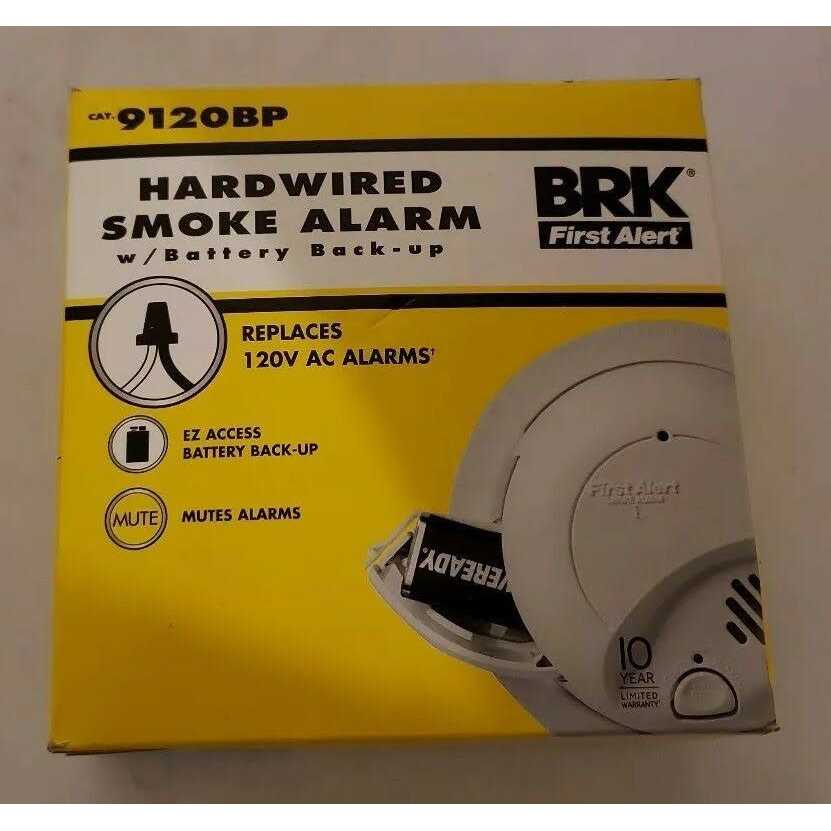 CAT. 9120BP
HARDWIRED
SMOKE ALARM
w/Battery Back-up
BRK®
First Alert®
REPLACES
120V AC ALARMS†
EZ ACCESS
BATTERY BACK-UP
MUTE
MUTES ALARMS
First Alert
VEREADY.
10
YEAR
LIMITED
WARRANTY